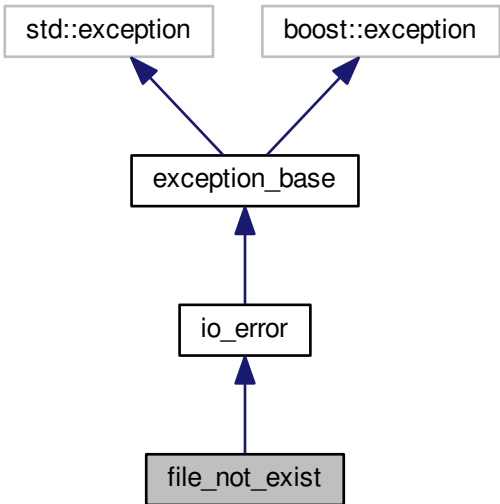 std::exception
boost::exception
exception_base
io_error
file_not_exist